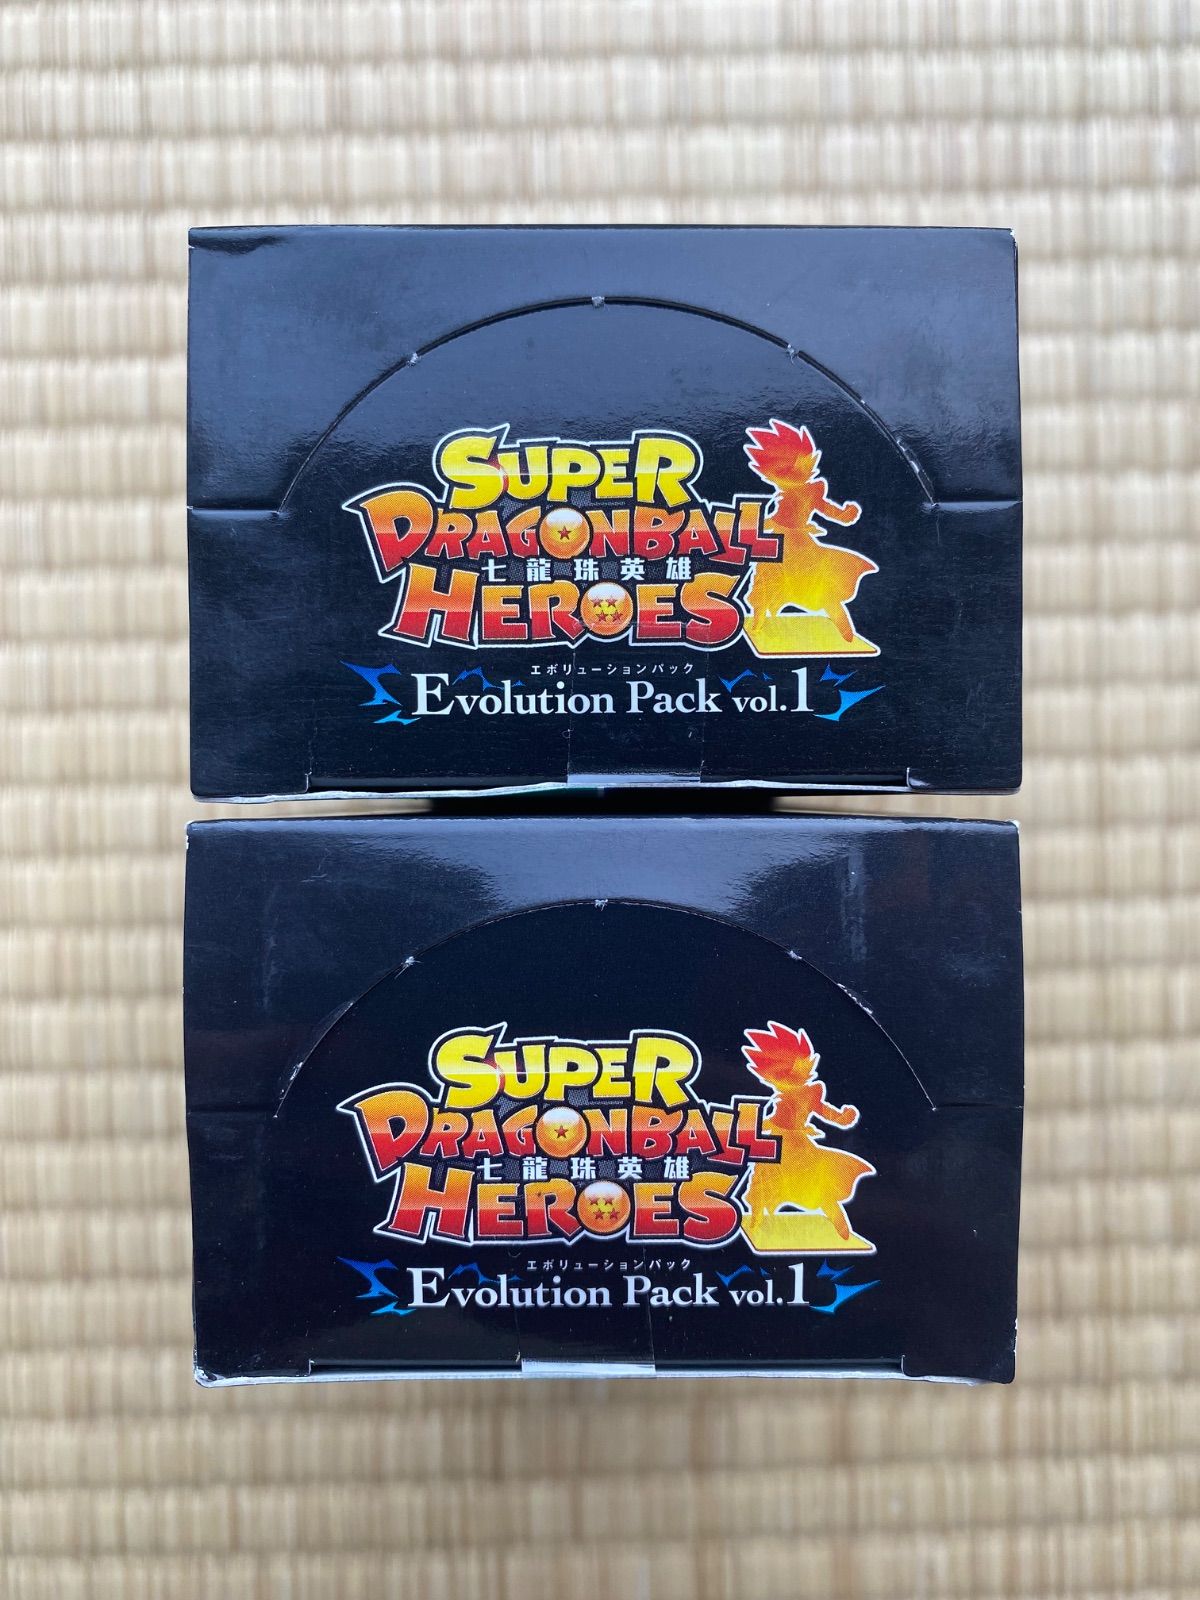 SUPER
DRAGONBALL
七龍珠英雄
HEROES
エボリューションパック
Evolution Pack vol.1
SUPER
DRAGONBALL
七龍珠英雄
HEROES
エボリューションパック
Evolution Pack vol.1